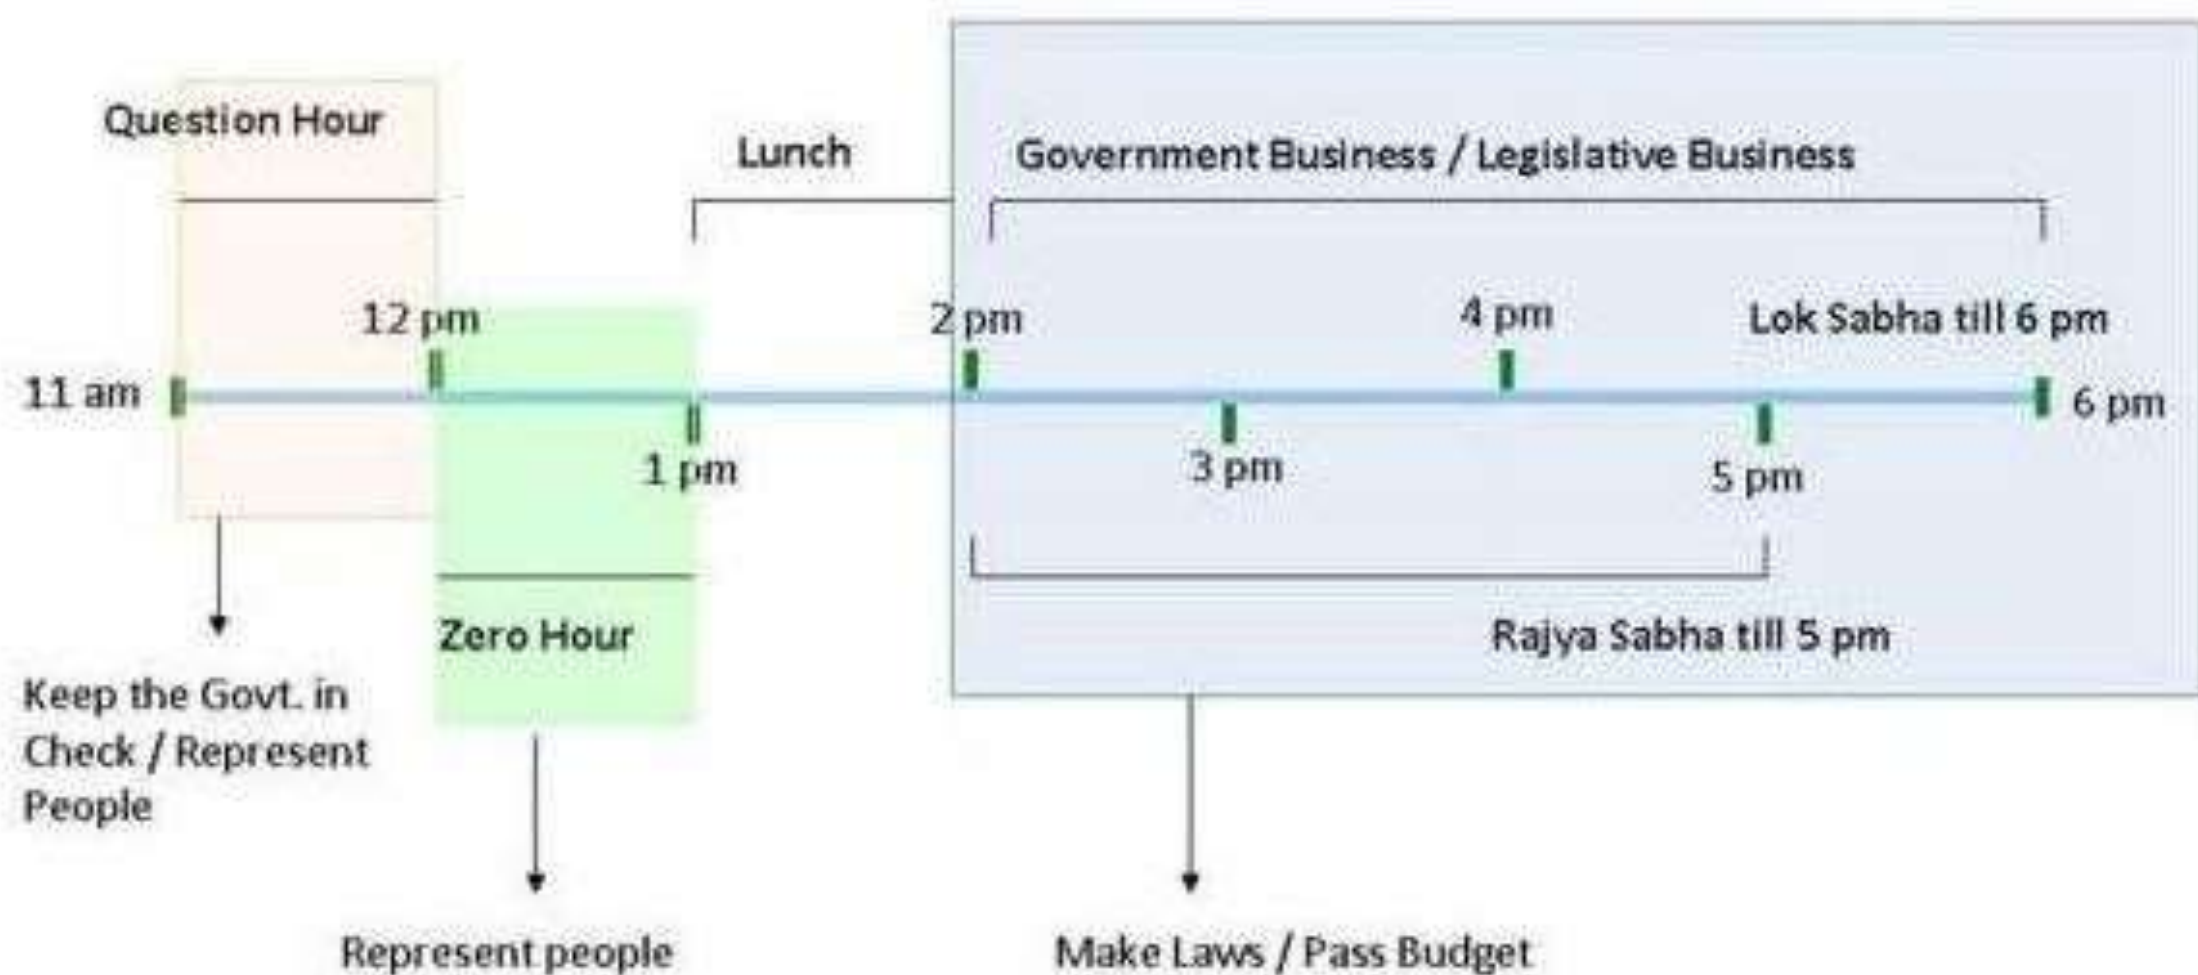 Question Hour
Lunch
Government Business / Legislative Business
12 pm
2 pm
4 pm
Lok Sabha till 6 pm
11 am
6 pm
1 pm
3 pm
5 pm
Zero Hour
Rajya Sabha till 5 pm
Keep the Govt. in
Check / Represent
People
Represent people
Make Laws / Pass Budget